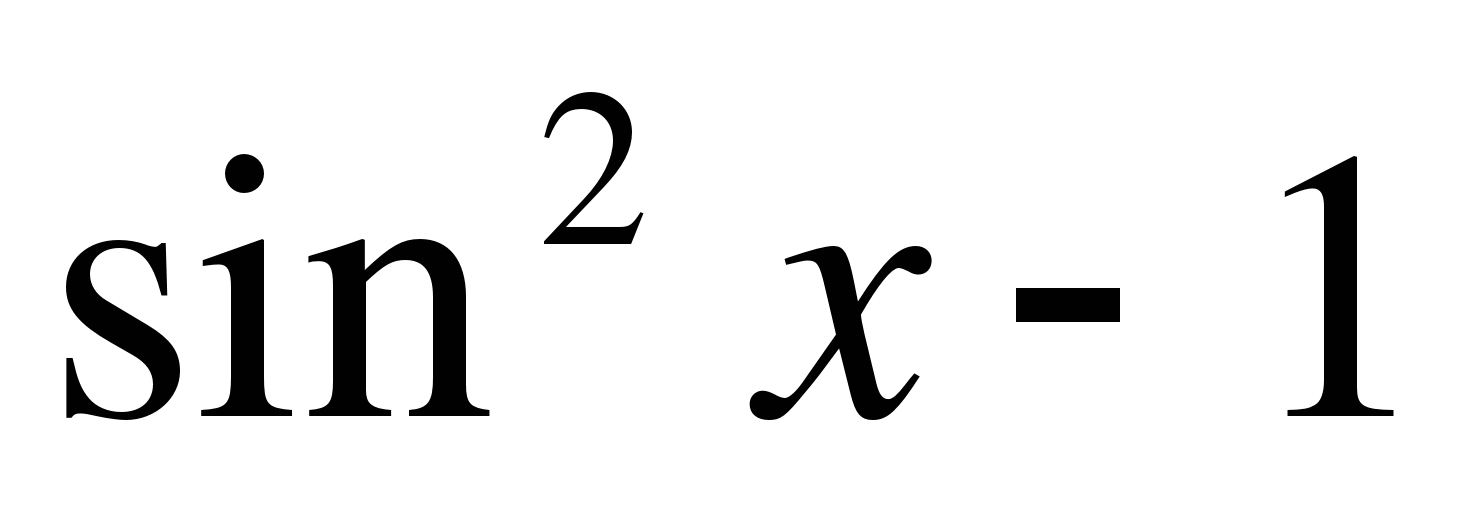 sin² x - 1